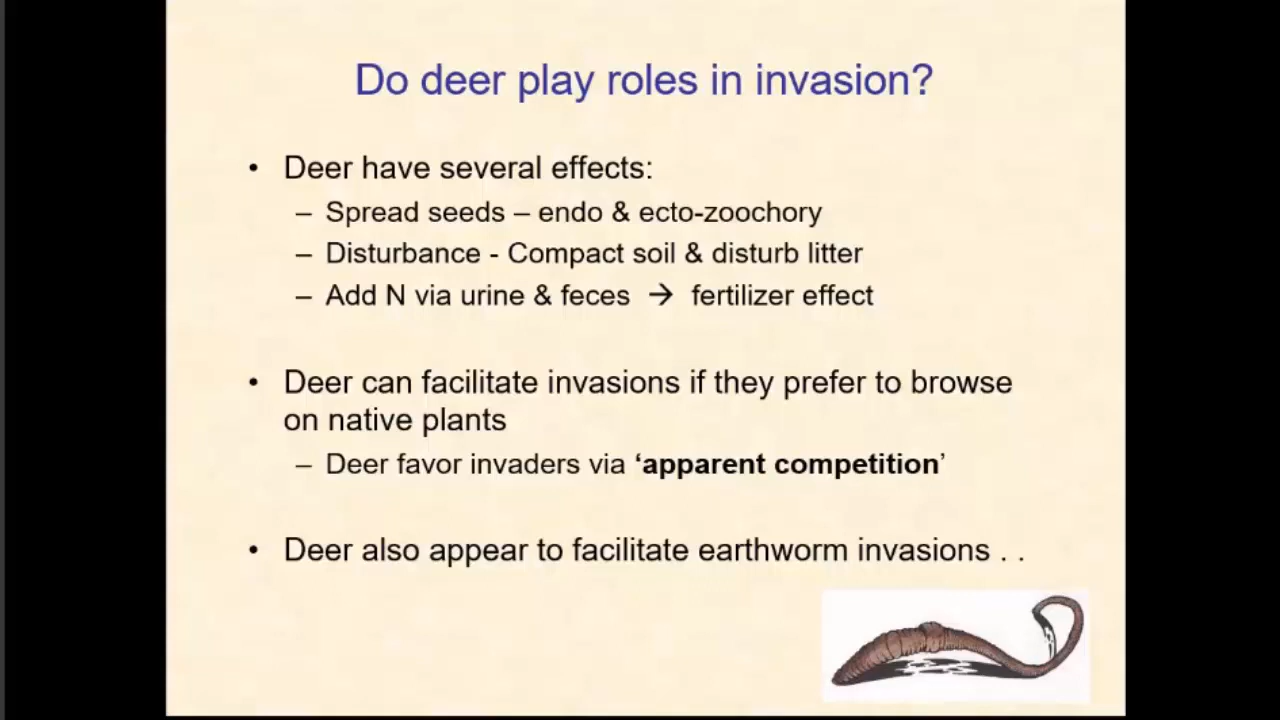 Do deer play roles in invasion?
• Deer have several effects:
– Spread seeds – endo & ecto-zoochory
– Disturbance - Compact soil & disturb litter
– Add N via urine & feces → fertilizer effect
• Deer can facilitate invasions if they prefer to browse
on native plants
– Deer favor invaders via ‘apparent competition’
• Deer also appear to facilitate earthworm invasions . .